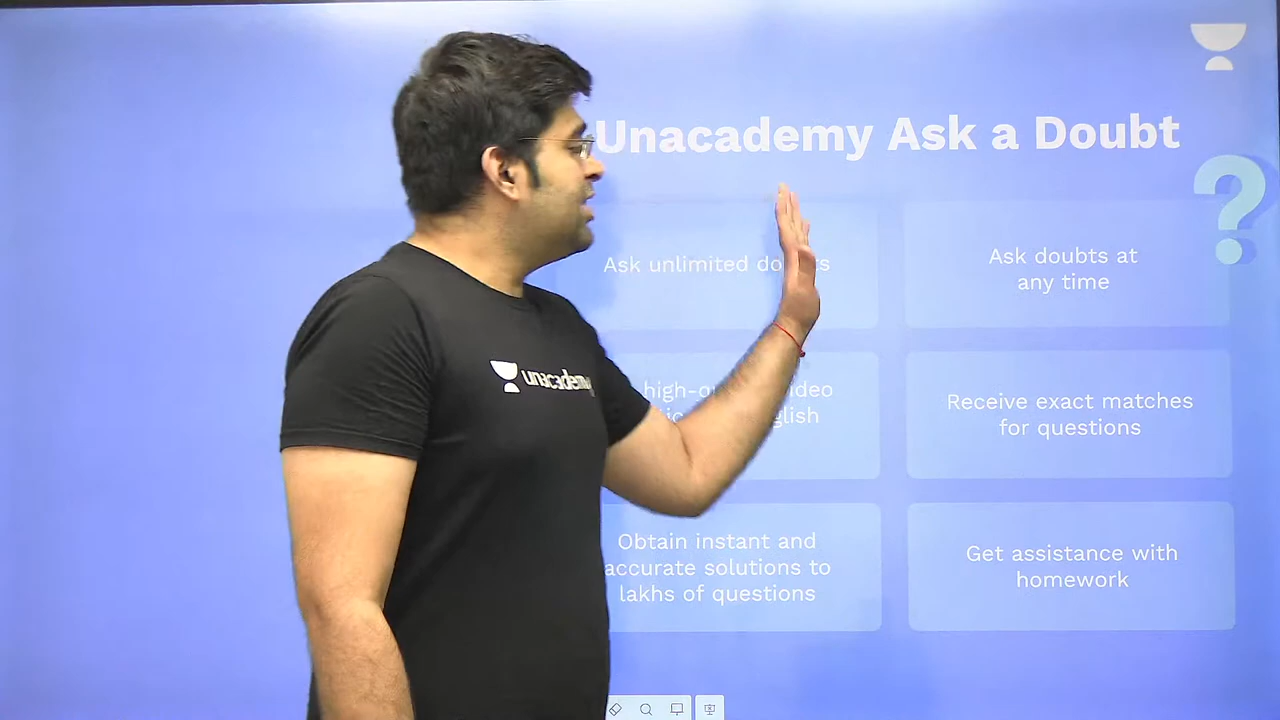 Unacademy Ask a Doubt
?
Ask unlimited
Ask doubts at
any time
Receive exact matches
for questions
Obtain instant and
accurate solutions to
lakhs of questions
Get assistance with
homework
unacademy